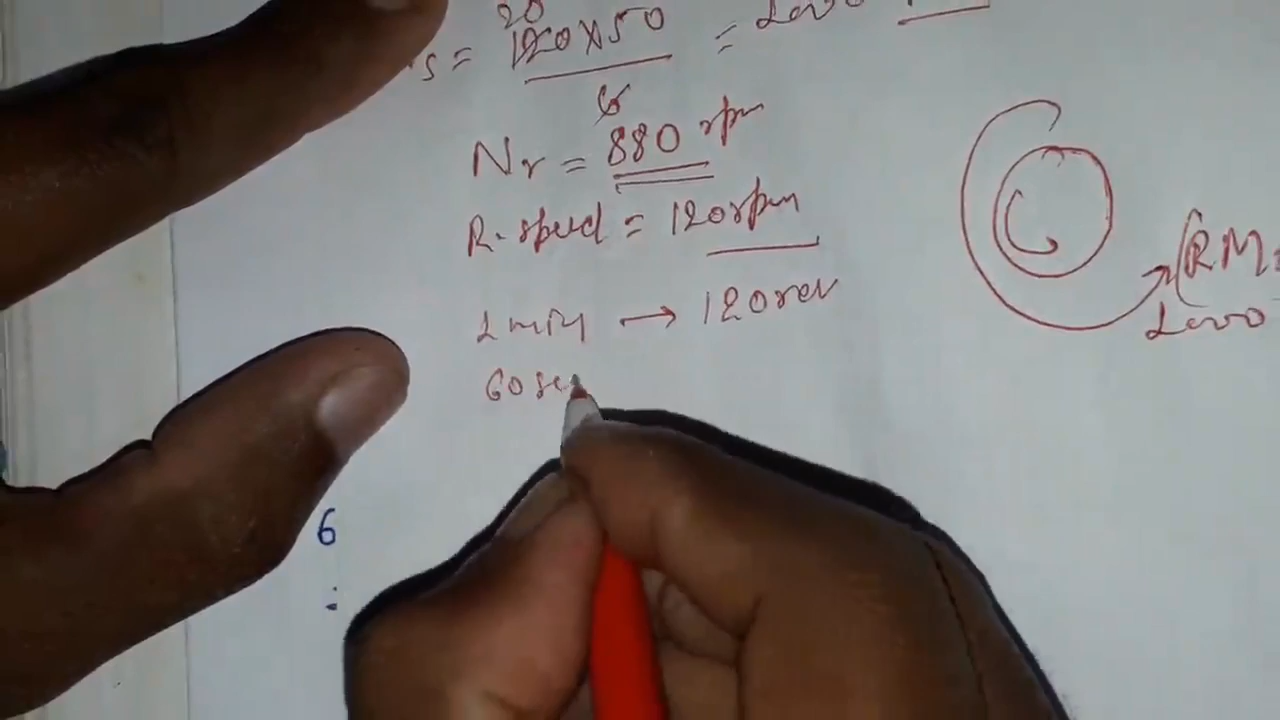 20
s = 120 x 50 = 1000
6
Nr = 880 rpm
R. speed = 120 rpm
1 min → 120 rev
60 sec
(RM
1000
6
: